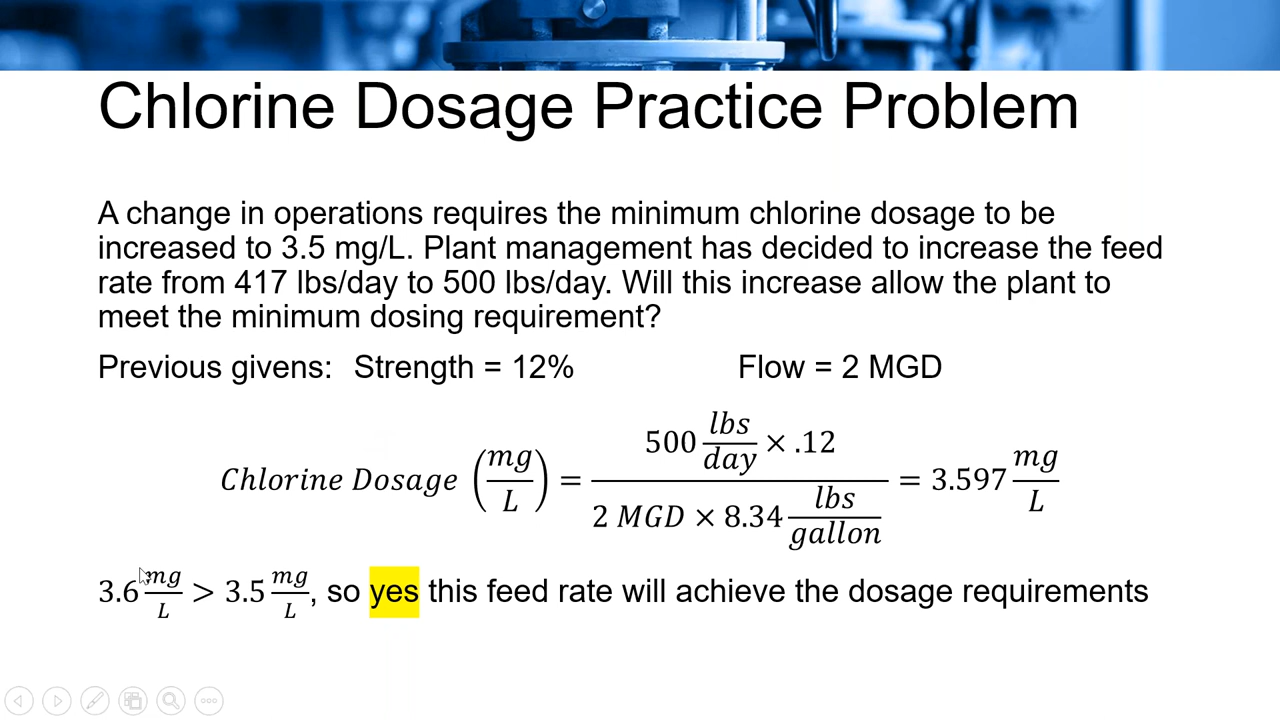 Chlorine Dosage Practice Problem
A change in operations requires the minimum chlorine dosage to be
increased to 3.5 mg/L. Plant management has decided to increase the feed
rate from 417 lbs/day to 500 lbs/day. Will this increase allow the plant to
meet the minimum dosing requirement?
Previous givens: Strength = 12% Flow = 2 MGD
Chlorine Dosage (mg/L) = (500 lbs/day × .12)/(2 MGD × 8.34 lbs/gallon) = 3.597 mg/L
3.6 mg/L > 3.5 mg/L, so yes this feed rate will achieve the dosage requirements